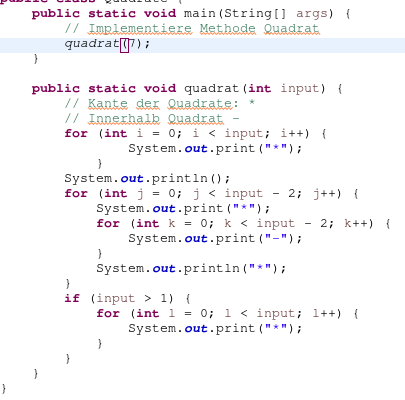 public class Quadrate {
    public static void main(String[] args) {
        // Implementiere Methode Quadrat
        quadrat(7);
    }

    public static void quadrat(int input) {
        // Kante der Quadrate: *
        // Innerhalb Quadrat -
        for (int i = 0; i < input; i++) {
                System.out.print("*");
            }
        System.out.println();
        for (int j = 0; j < input - 2; j++) {
            System.out.print("*");
            for (int k = 0; k < input - 2; k++) {
                System.out.print("-");
            }
            System.out.println("*");
        }
        if (input > 1) {
            for (int l = 0; l < input; l++) {
                System.out.print("*");
            }
        }
    }
}